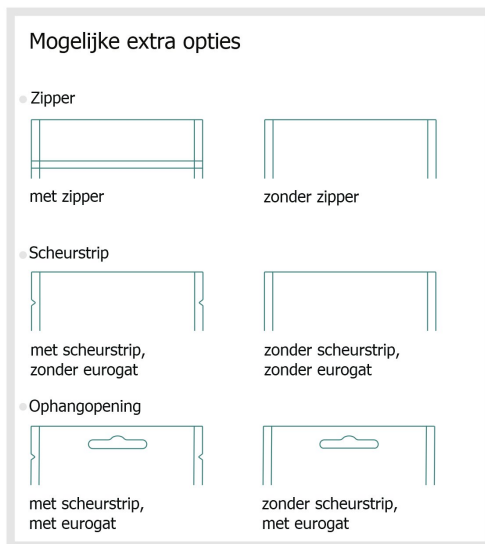 Mogelijke extra opties
Zipper
met zipper
zonder zipper
Scheurstrip
met scheurstrip,
zonder eurogat
zonder scheurstrip,
zonder eurogat
Ophangopening
met scheurstrip,
met eurogat
zonder scheurstrip,
met eurogat